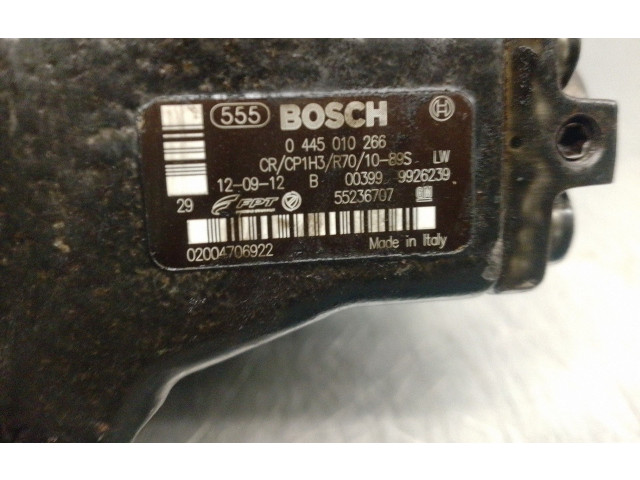 555 BOSCH
0 445 010 266
CR/CP1H3/R70/10-89S LW
12-09-12 B 00399 9926239
29 FPT 55236707 GM
02004706922 Made in Italy